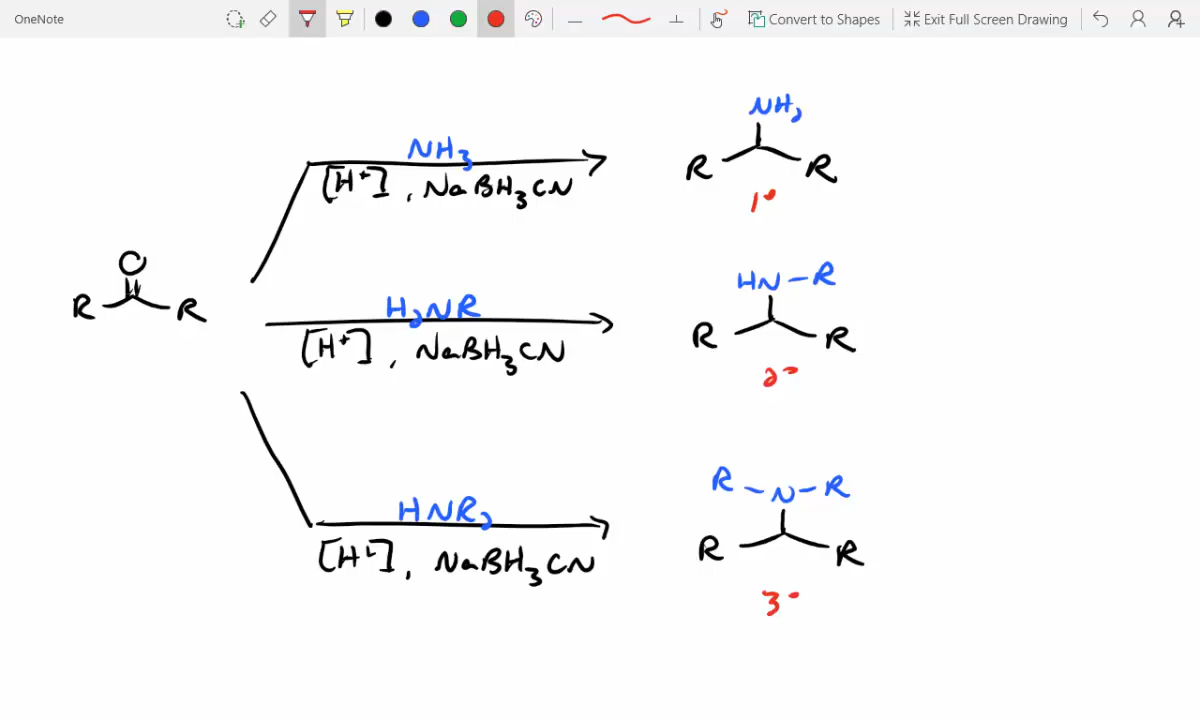 OneNote
Convert to Shapes
Exit Full Screen Drawing
NH3
[H+], NaBH3CN
NH2
R R
1°
O
R R
H2NR
[H+], NaBH3CN
HN-R
R R
2°
HNR2
[H+], NaBH3CN
R-N-R
R R
3°